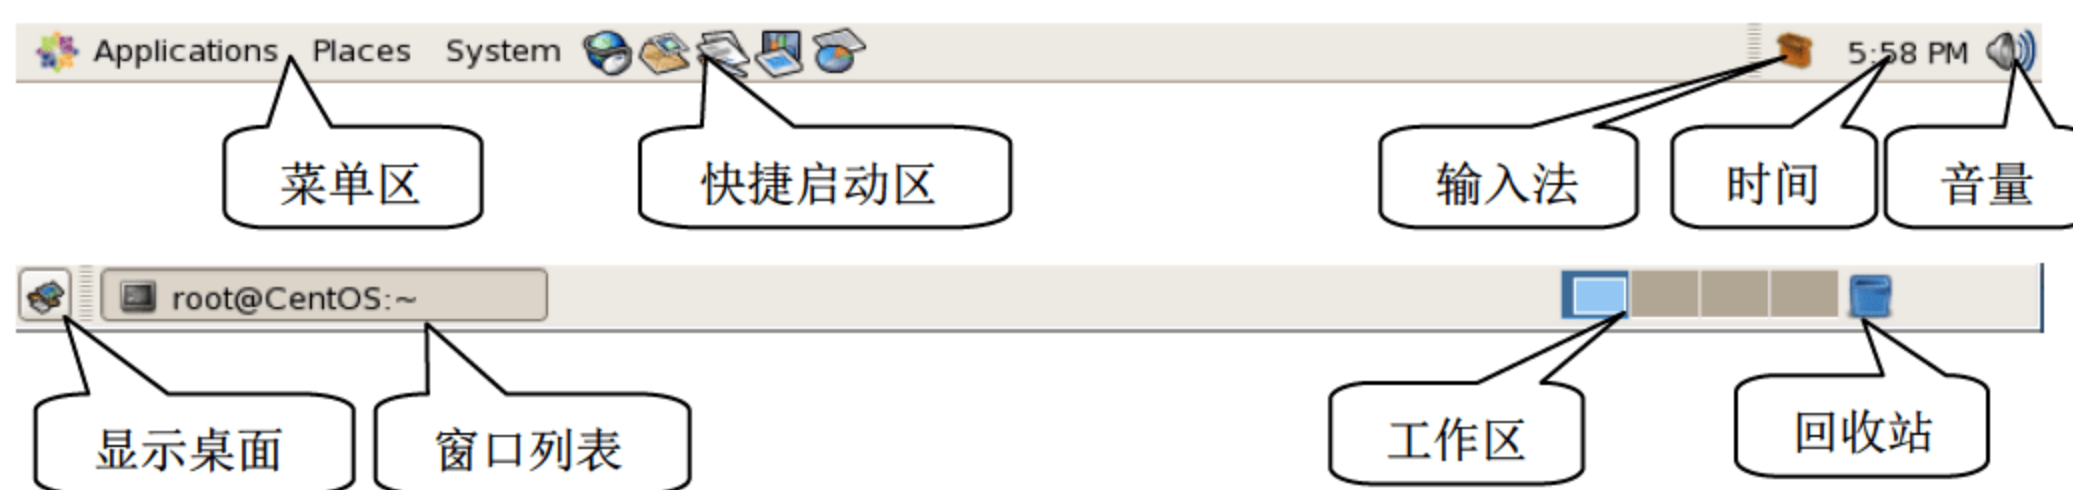 Applications Places System 5:58 PM
菜单区 快捷启动区 输入法 时间 音量
root@CentOS:~
显示桌面 窗口列表 工作区 回收站